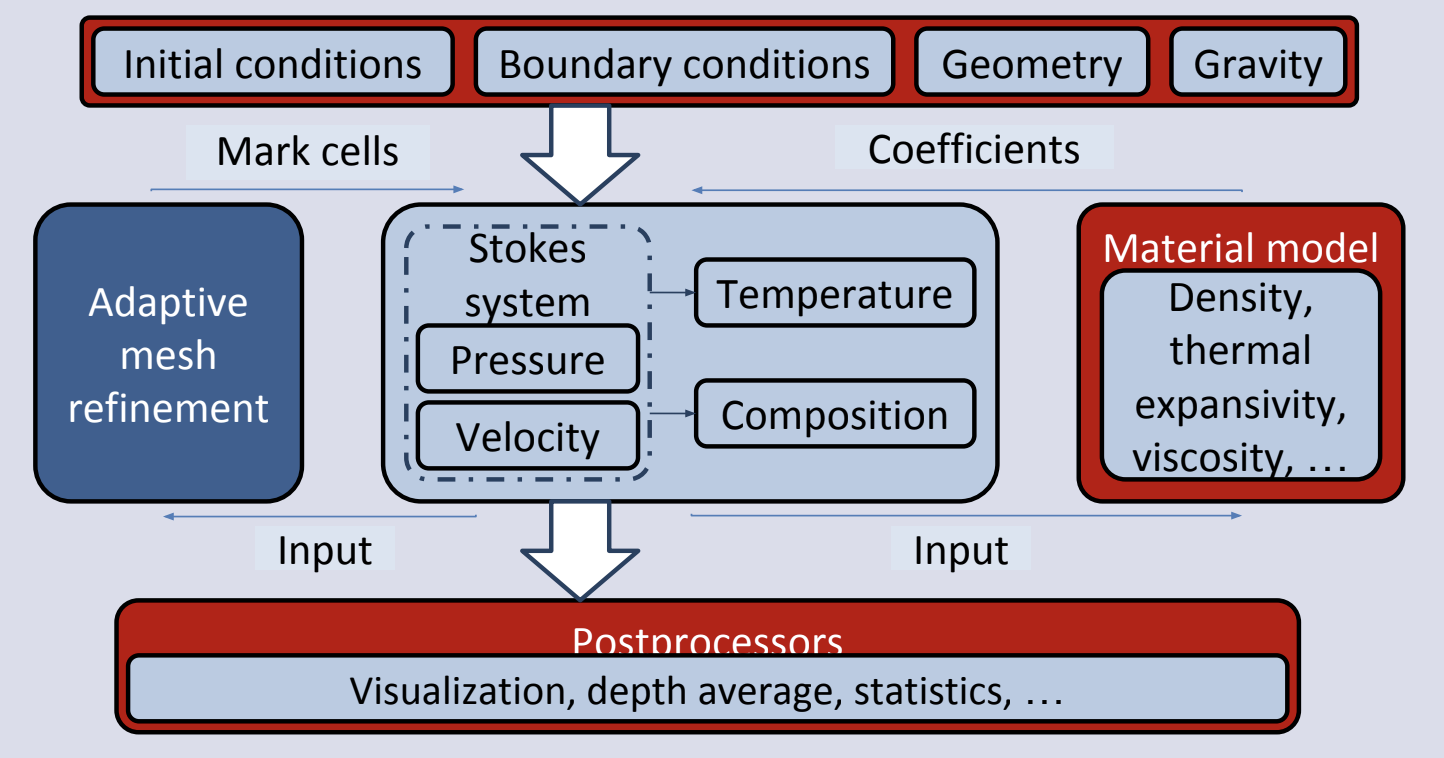 Initial conditions
Boundary conditions
Geometry
Gravity
Mark cells
Coefficients
Adaptive
mesh
refinement
Stokes
system
Pressure
Velocity
Temperature
Composition
Material model
Density,
thermal
expansivity,
viscosity, …
Input
Input
Postprocessors
Visualization, depth average, statistics, …